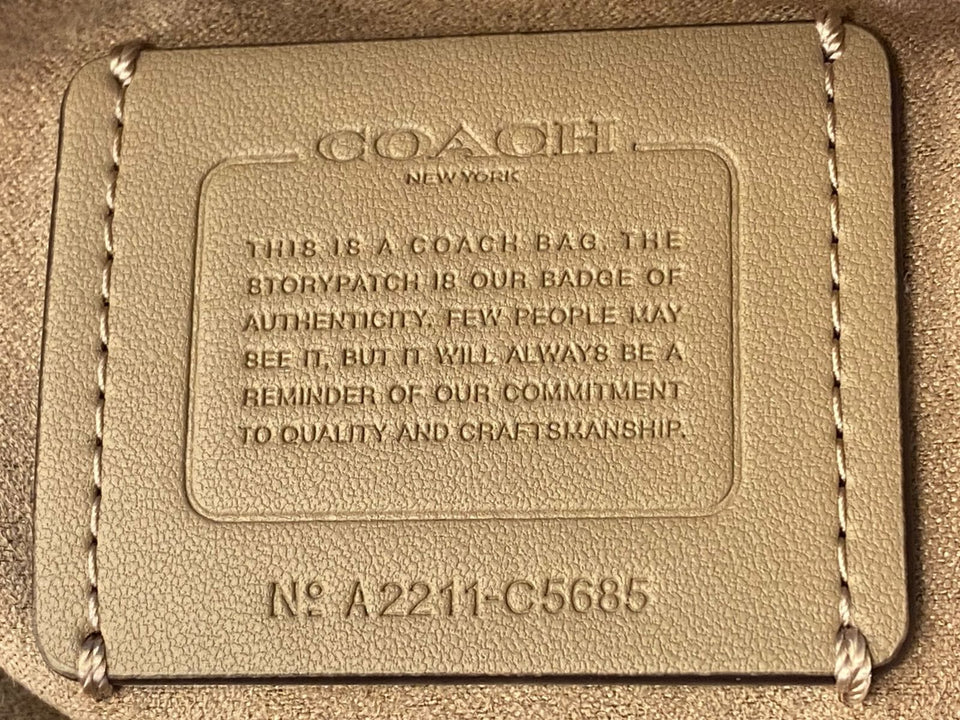 COACH
NEW YORK
THIS IS A COACH BAG. THE
STORYPATCH IS OUR BADGE OF
AUTHENTICITY. FEW PEOPLE MAY
SEE IT, BUT IT WILL ALWAYS BE A
REMINDER OF OUR COMMITMENT
TO QUALITY AND CRAFTSMANSHIP.
Nº A2211-C5685